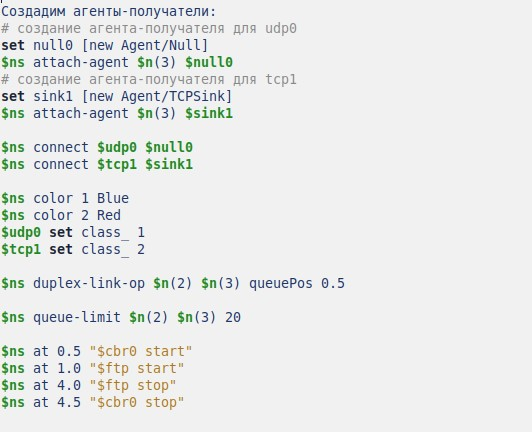 Создадим агенты-получатели:
# создание агента-получателя для udp0
set null0 [new Agent/Null]
$ns attach-agent $n(3) $null0
# создание агента-получателя для tcp1
set sink1 [new Agent/TCPSink]
$ns attach-agent $n(3) $sink1
$ns connect $udp0 $null0
$ns connect $tcp1 $sink1
$ns color 1 Blue
$ns color 2 Red
$udp0 set class_ 1
$tcp1 set class_ 2
$ns duplex-link-op $n(2) $n(3) queuePos 0.5
$ns queue-limit $n(2) $n(3) 20
$ns at 0.5 "$cbr0 start"
$ns at 1.0 "$ftp start"
$ns at 4.0 "$ftp stop"
$ns at 4.5 "$cbr0 stop"